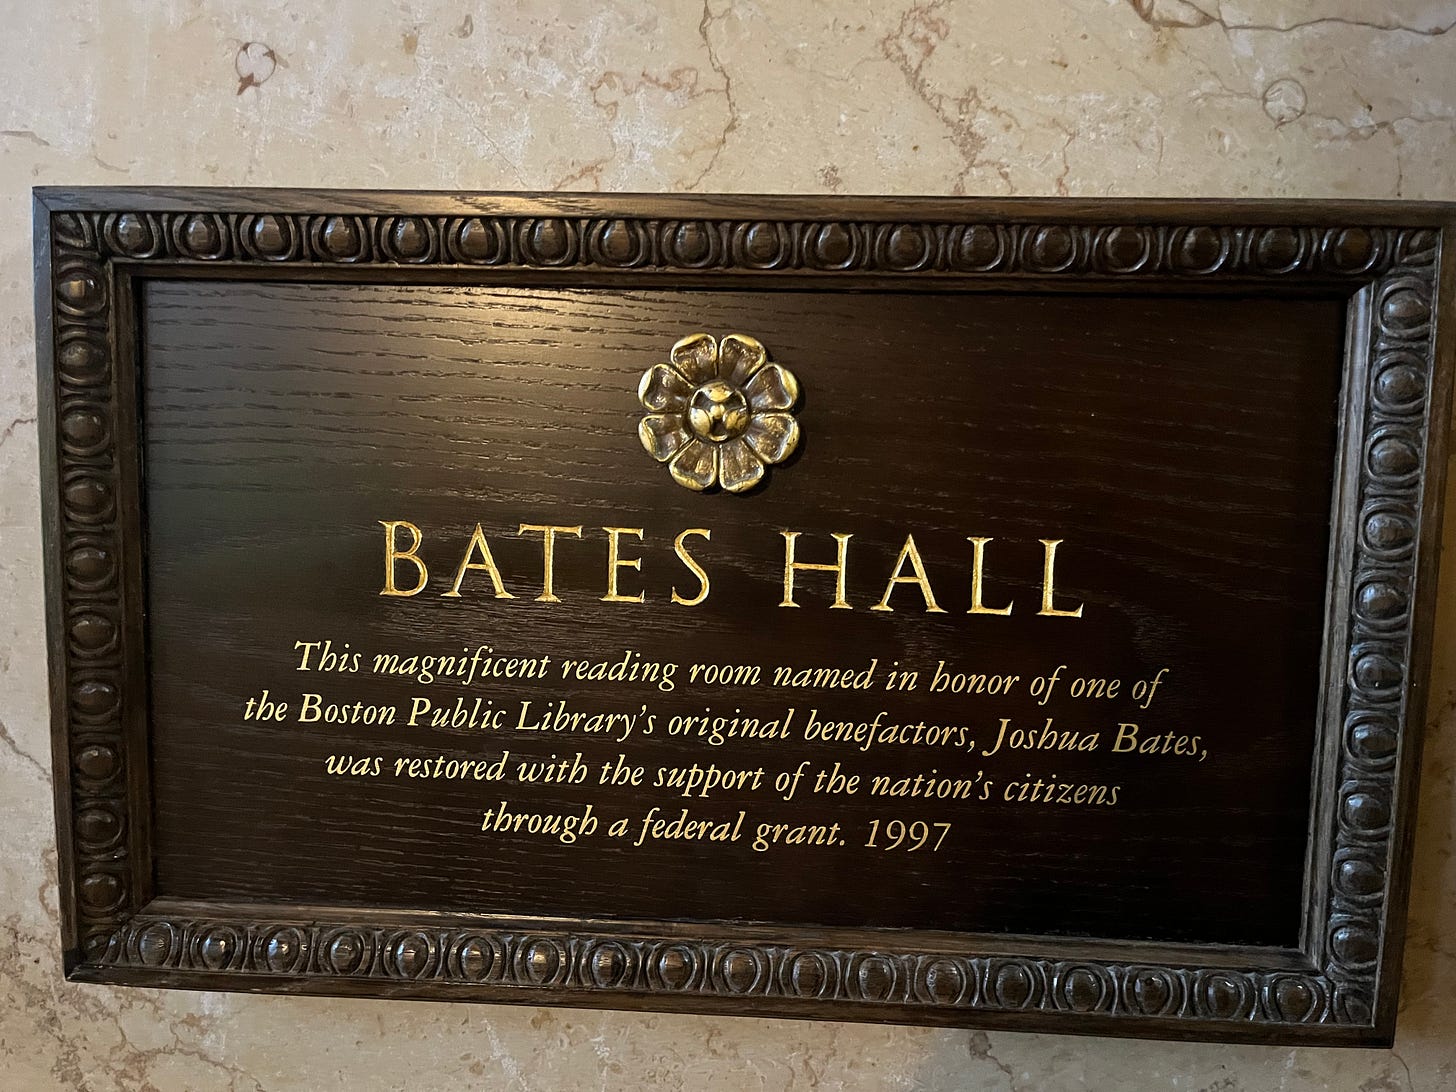 BATES HALL
This magnificent reading room named in honor of one of
the Boston Public Library's original benefactors, Joshua Bates,
was restored with the support of the nation's citizens
through a federal grant. 1997